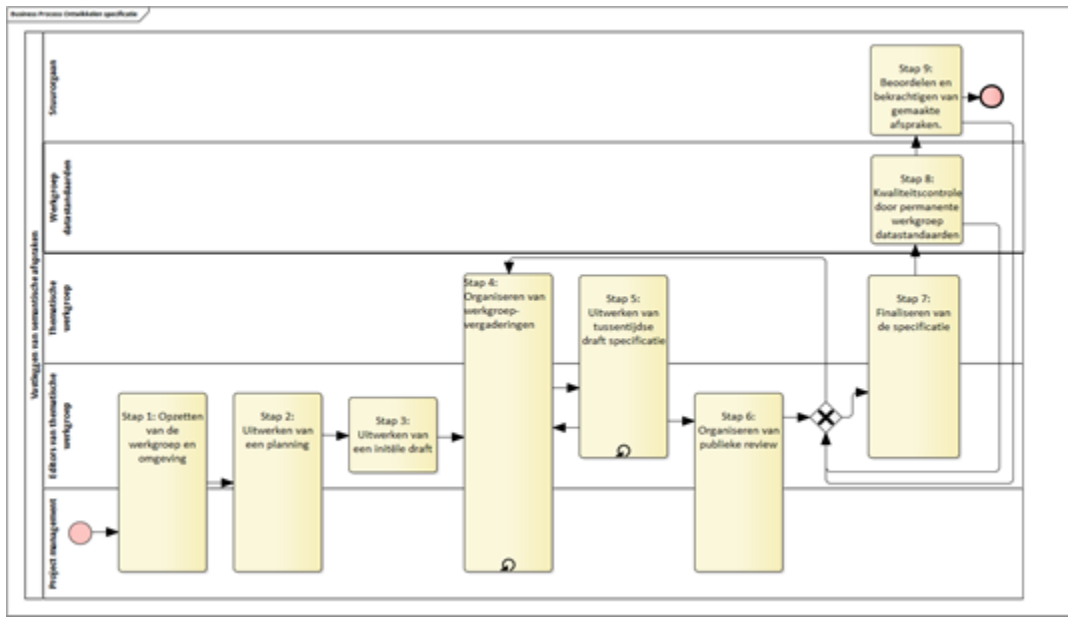 Business Process Ontwikkelen specificatie
Vastleggen van semantische afspraken
Stuurorgaan
Werkgroep
datastandaarden
Thematische
werkgroep
Editors van thematische
werkgroep
Project management
Stap 1: Opzetten
van de
werkgroep en
omgeving
Stap 2:
Uitwerken van
een planning
Stap 3:
Uitwerken van
een initële draft
Stap 4:
Organiseren van
werkgroep-
vergaderingen
Stap 5:
Uitwerken van
tussentijdse
draft specificatie
Stap 6:
Organiseren van
publieke review
Stap 7:
Finaliseren van
de specificatie
Stap 8:
Kwaliteitscontrole
door permanente
werkgroep
datastandaarden
Stap 9:
Beoordelen en
bekrachtigen van
gemaakte
afspraken.